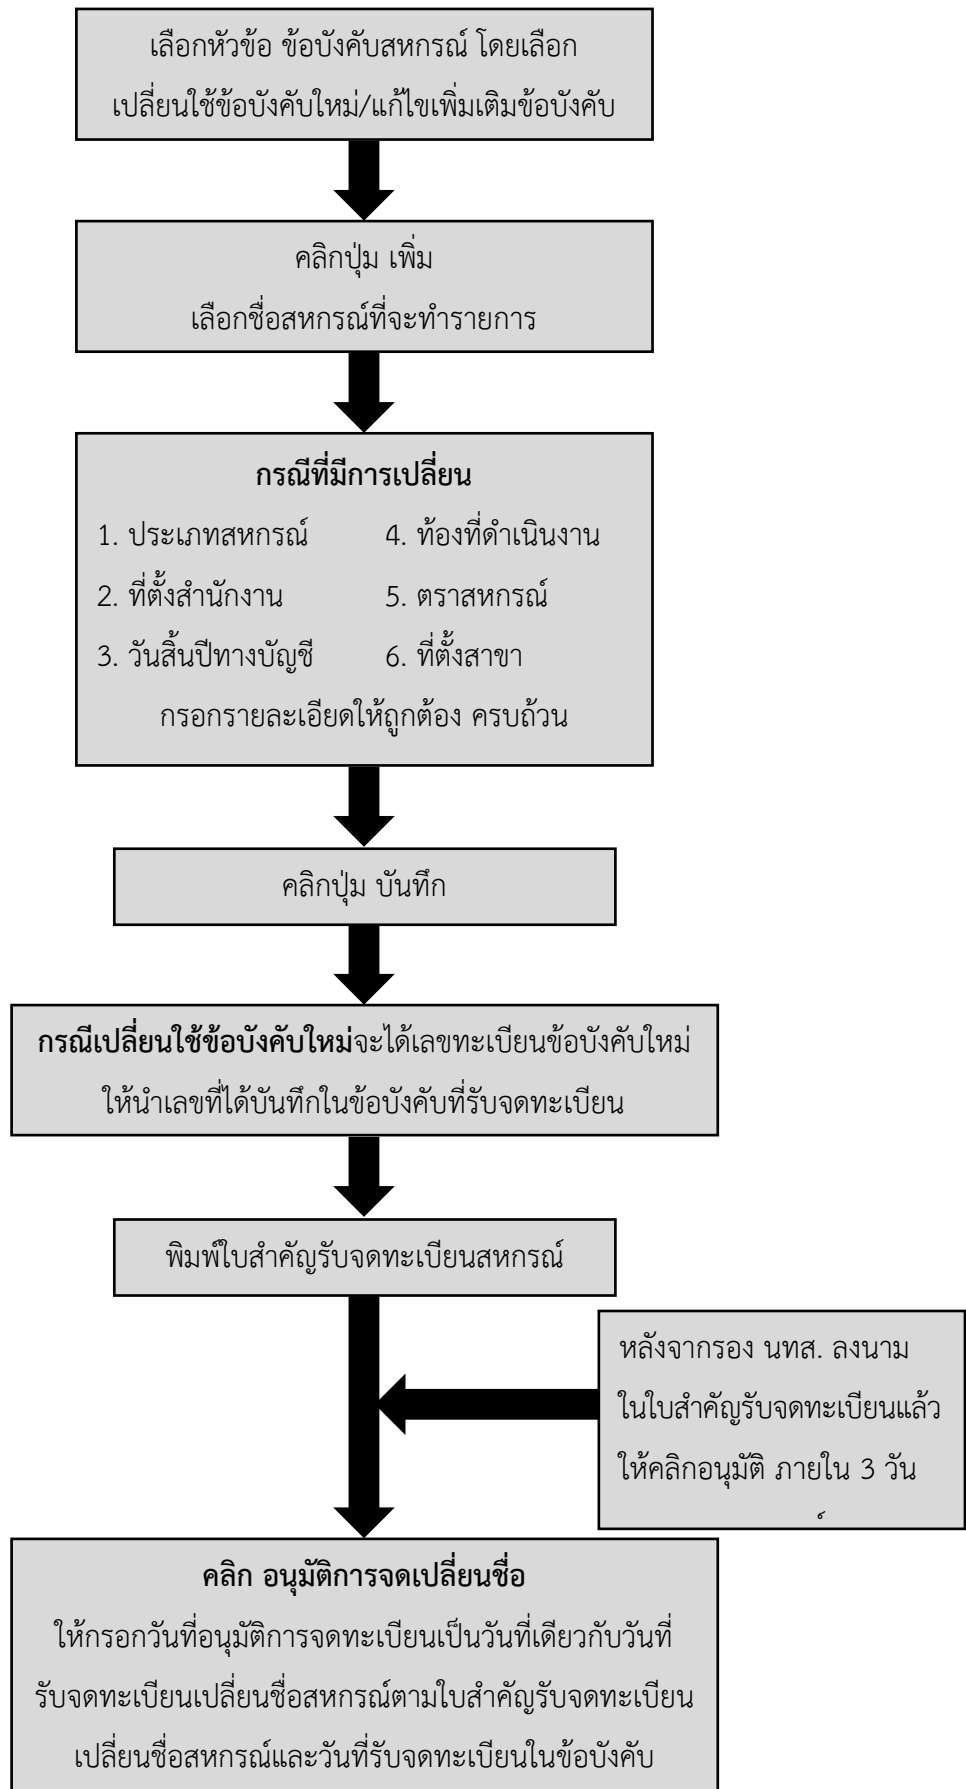 เลือกหัวข้อ ข้อบังคับสหกรณ์ โดยเลือก
เปลี่ยนใช้ข้อบังคับใหม่/แก้ไขเพิ่มเติมข้อบังคับ
คลิกปุ่ม เพิ่ม
เลือกชื่อสหกรณ์ที่จะทำรายการ
กรณีที่มีการเปลี่ยน
1. ประเภทสหกรณ์ 4. ท้องที่ดำเนินงาน
2. ที่ตั้งสำนักงาน 5. ตราสหกรณ์
3. วันสิ้นปีทางบัญชี 6. ที่ตั้งสาขา
กรอกรายละเอียดให้ถูกต้อง ครบถ้วน
คลิกปุ่ม บันทึก
กรณีเปลี่ยนใช้ข้อบังคับใหม่จะได้เลขทะเบียนข้อบังคับใหม่
ให้นำเลขที่ได้บันทึกในข้อบังคับที่รับจดทะเบียน
พิมพ์ใบสำคัญรับจดทะเบียนสหกรณ์
หลังจากรอง นทส. ลงนาม
ในใบสำคัญรับจดทะเบียนแล้ว
ให้คลิกอนุมัติ ภายใน 3 วัน
คลิก อนุมัติการจดเปลี่ยนชื่อ
ให้กรอกวันที่อนุมัติการจดทะเบียนเป็นวันที่เดียวกับวันที่
รับจดทะเบียนเปลี่ยนชื่อสหกรณ์ตามใบสำคัญรับจดทะเบียน
เปลี่ยนชื่อสหกรณ์และวันที่รับจดทะเบียนในข้อบังคับ